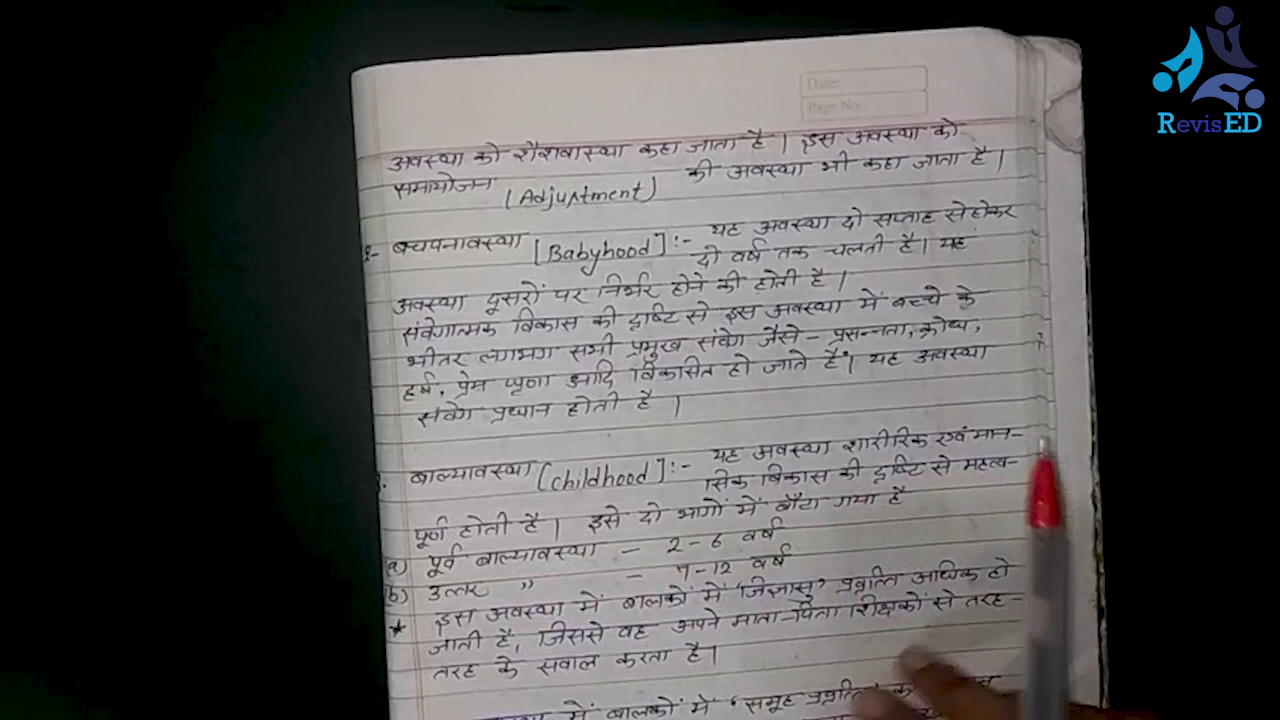 RevisED
Date:
Page No
अवस्था को शैशवास्था कहा जाता है । इस अवस्था को
समायोजन (Adjustment) की अवस्था भी कहा जाता है ।
बचपनावस्था [Babyhood] :- यह अवस्था दो सप्ताह से होकर
दो वर्ष तक चलती है । यह
अवस्था दूसरों पर निर्भर होने की होती है ।
संवेगात्मक विकास की दृष्टि से इस अवस्था में बच्चे के
भीतर लगभग सभी प्रमुख संवेग जैसे - प्रसन्नता, क्रोध,
हर्ष, प्रेम घृणा आदि विकासित हो जाते है । यह अवस्था
संवेग प्रधान होती है ।
बाल्यावस्था [Childhood] :- यह अवस्था शारीरिक एवं मान-
सिक विकास की दृष्टि से महत्व-
पूर्ण होती है । इसे दो भागों में बाँटा गया है
(a) पूर्व बाल्यावस्था - 2-6 वर्ष
(b) उत्तर " - 7-12 वर्ष
★ इस अवस्था में बालकों में 'जिज्ञासु' प्रवृत्ति अधिक हो
जाती है, जिससे वह अपने माता-पिता शिक्षकों से तरह-
तरह के सवाल करता है ।
में बालकों में 'समूह प्रवृत्ति'